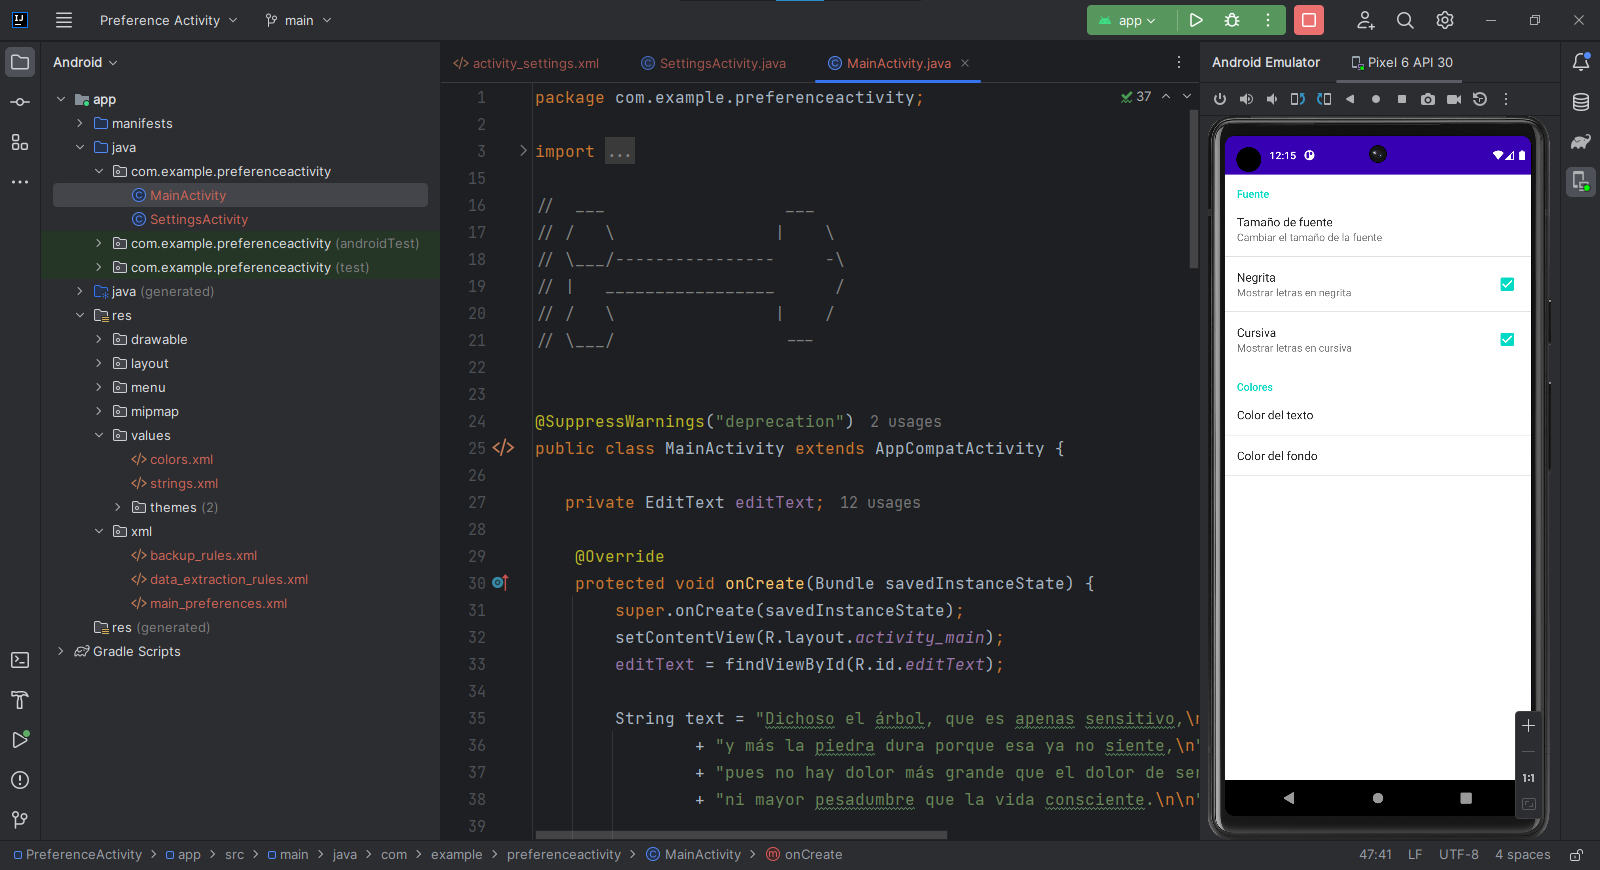 Preference Activity
main
app
Android
app
manifests
java
com.example.preferenceactivity
MainActivity
SettingsActivity
com.example.preferenceactivity (androidTest)
com.example.preferenceactivity (test)
java (generated)
res
drawable
layout
menu
mipmap
values
colors.xml
strings.xml
themes (2)
xml
backup_rules.xml
data_extraction_rules.xml
main_preferences.xml
res (generated)
Gradle Scripts
activity_settings.xml
SettingsActivity.java
MainActivity.java
37
1 package com.example.preferenceactivity;
2
3 import ...
15
16 //  ___                  ___
17 // /   \                |    \
18 // \___/----------------     -\
19 // |   _________________      /
20 // /   \                |    /
21 // \___/                 ---
22
23
24 @SuppressWarnings("deprecation") 2 usages
25 public class MainActivity extends AppCompatActivity {
26
27 private EditText editText; 12 usages
28
29 @Override
30 protected void onCreate(Bundle savedInstanceState) {
31 super.onCreate(savedInstanceState);
32 setContentView(R.layout.activity_main);
33 editText = findViewById(R.id.editText);
34
35 String text = "Dichoso el árbol, que es apenas sensitivo,\n
36 + "y más la piedra dura porque esa ya no siente,\n"
37 + "pues no hay dolor más grande que el dolor de ser
38 + "ni mayor pesadumbre que la vida consciente.\n\n"
39
Android Emulator
Pixel 6 API 30
12:15
Fuente
Tamaño de fuente
Cambiar el tamaño de la fuente
Negrita
Mostrar letras en negrita
Cursiva
Mostrar letras en cursiva
Colores
Color del texto
Color del fondo
1:1
PreferenceActivity > app > src > main > java > com > example > preferenceactivity > MainActivity > onCreate
47:41 LF UTF-8 4 spaces